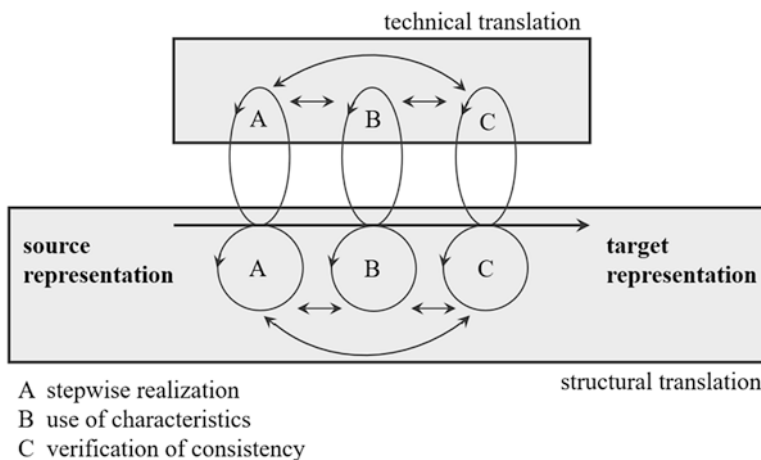 technical translation
A B C
source target
representation representation
A B C
structural translation
A stepwise realization
B use of characteristics
C verification of consistency